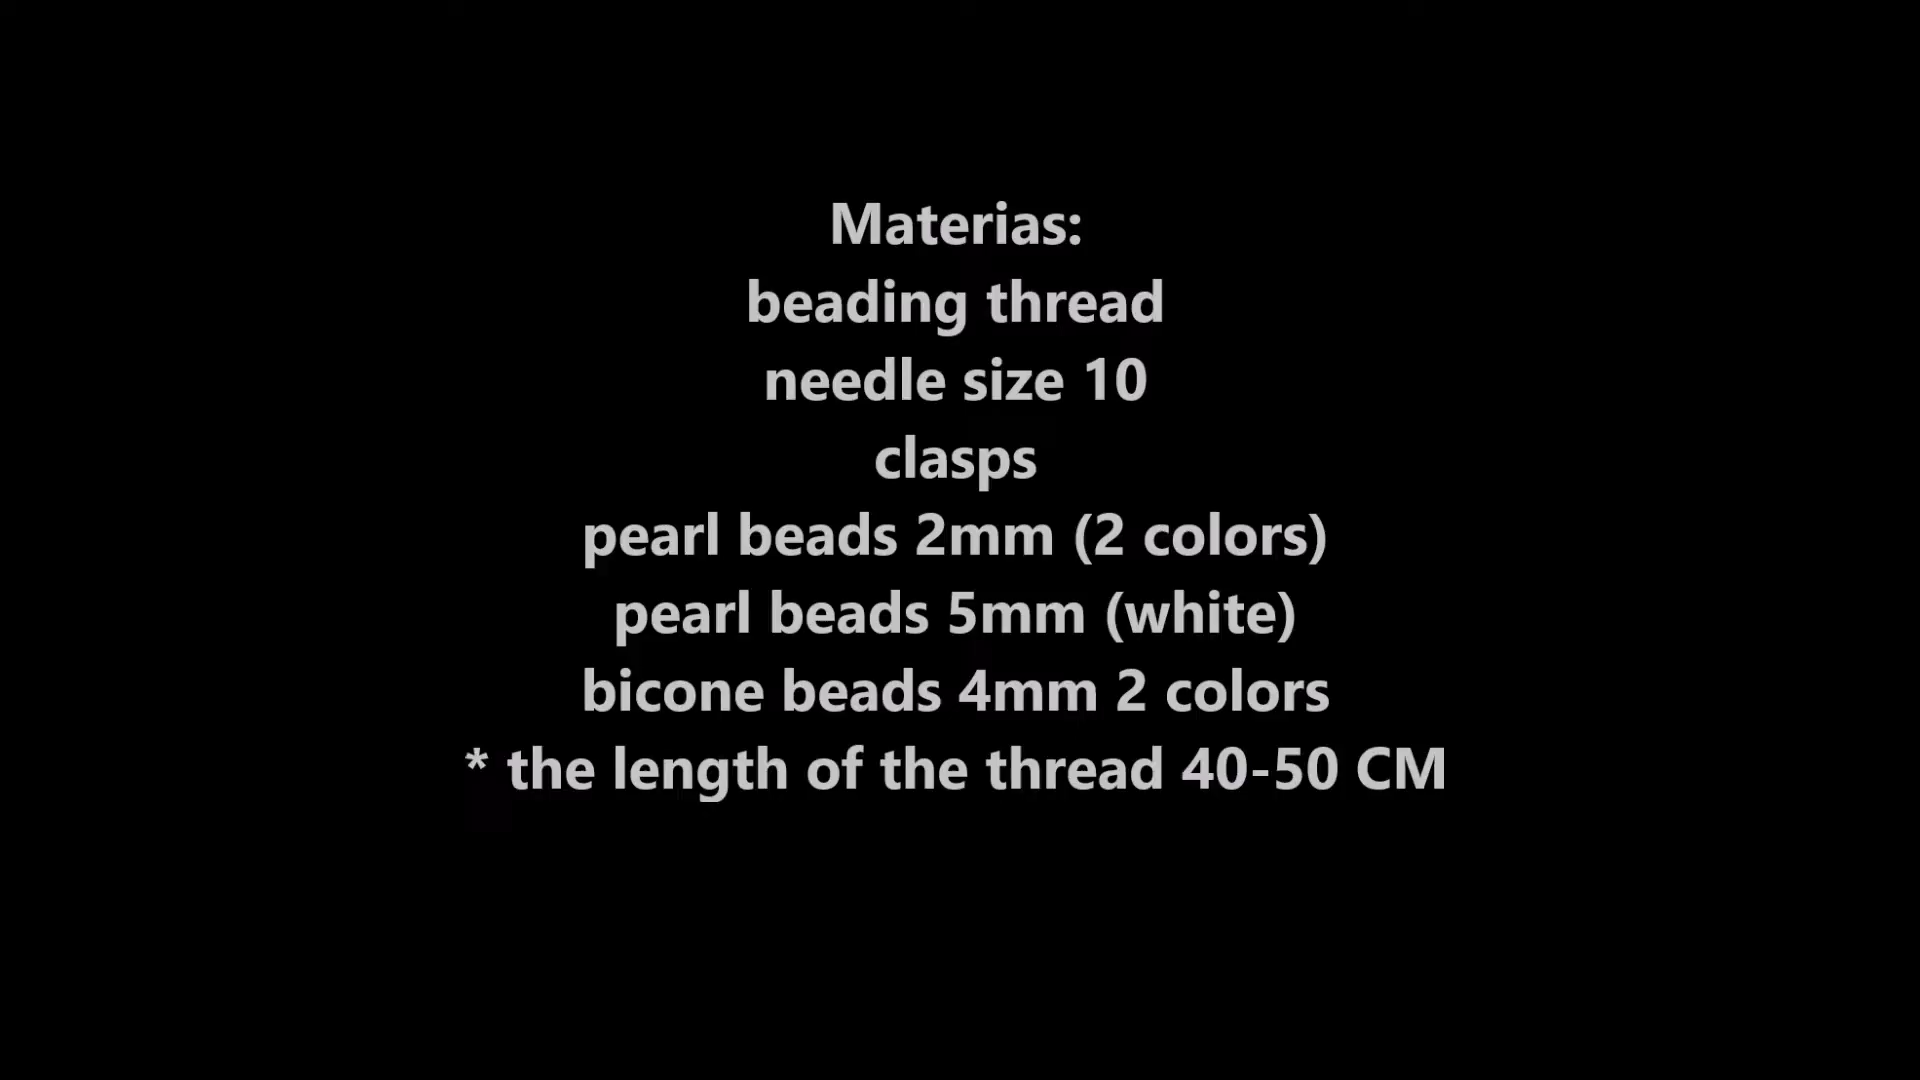 Materias:
beading thread
needle size 10
clasps
pearl beads 2mm (2 colors)
pearl beads 5mm (white)
bicone beads 4mm 2 colors
* the length of the thread 40-50 CM